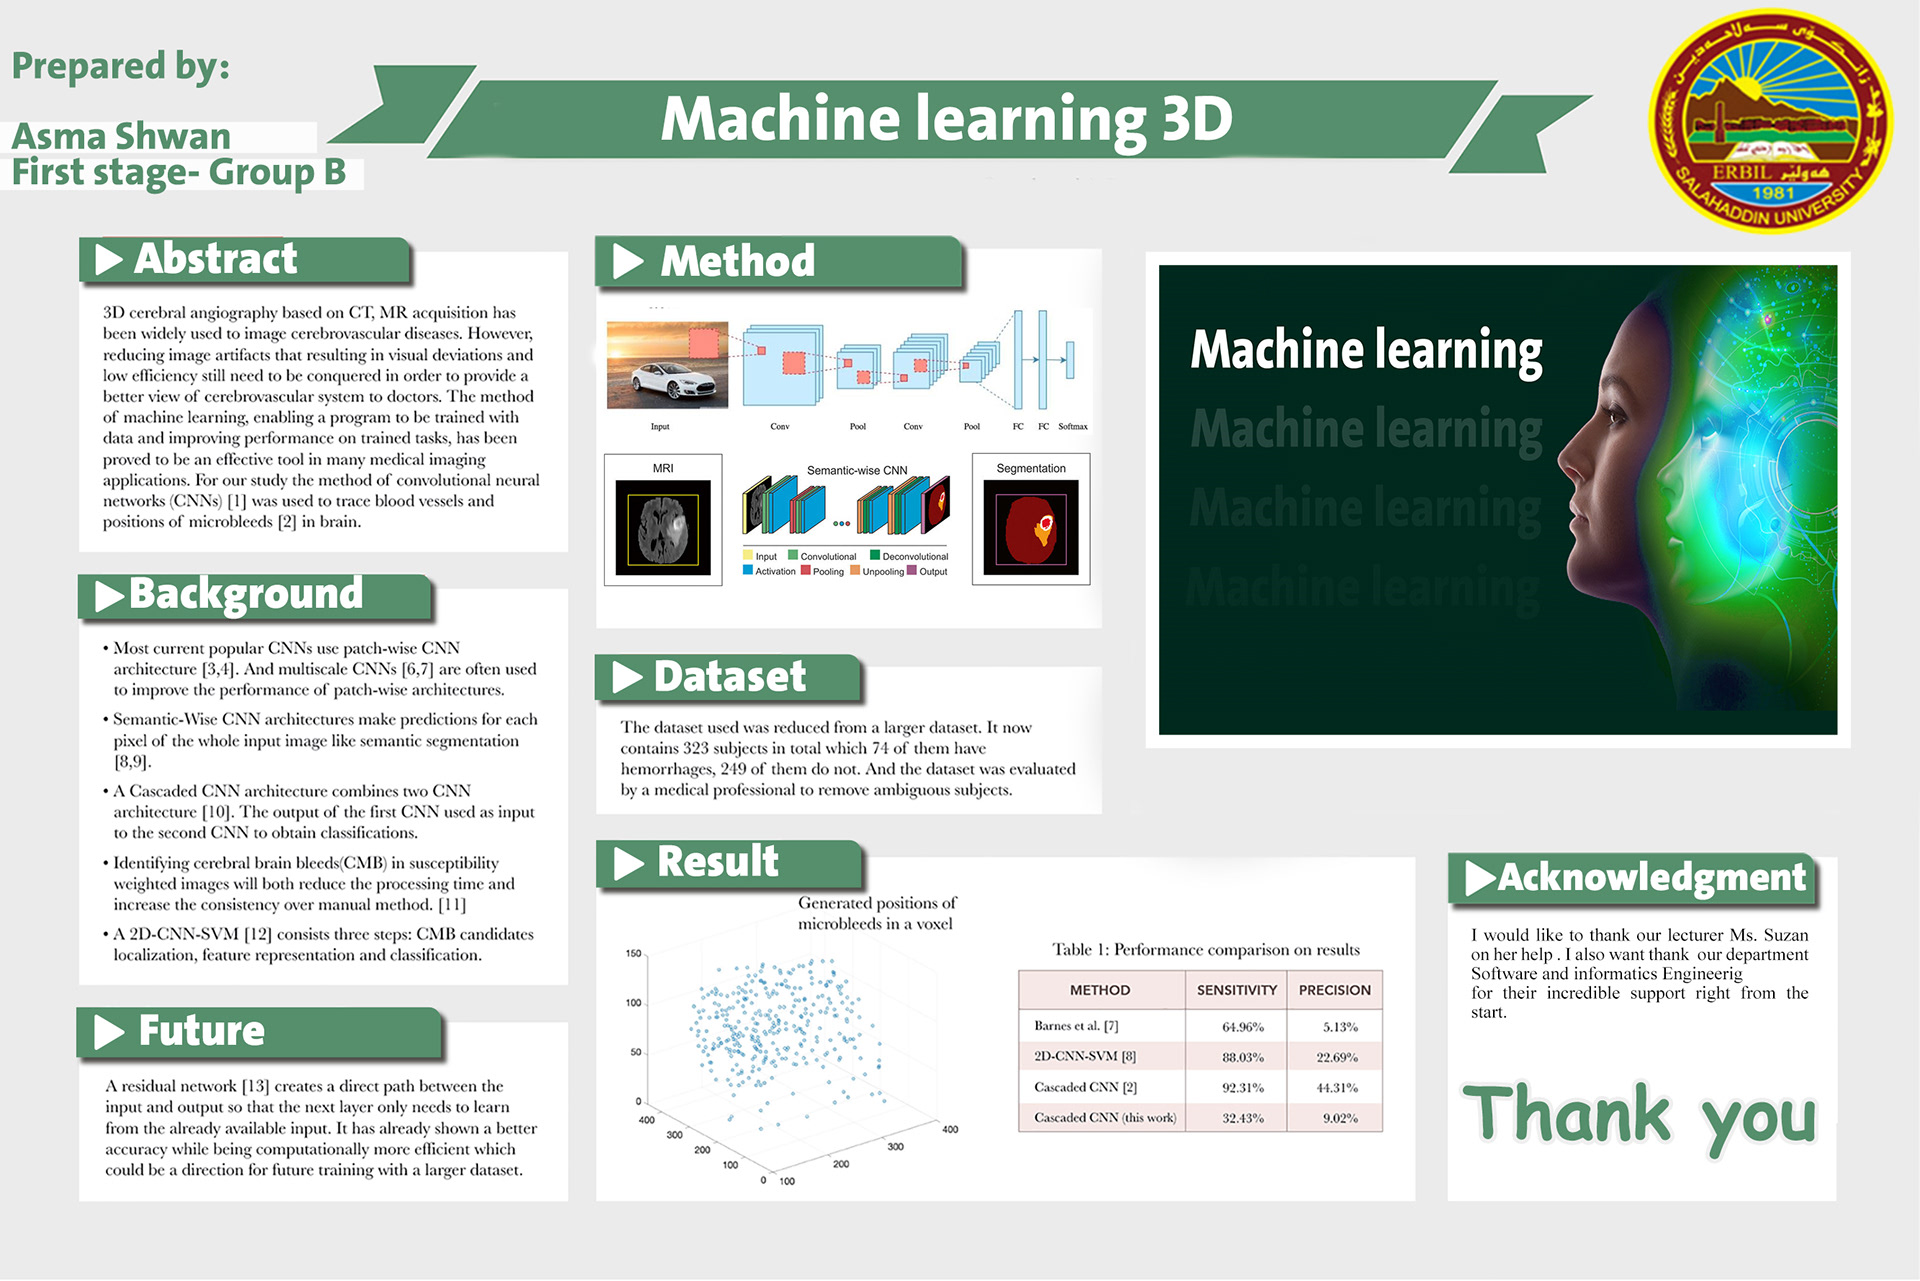 Prepared by:
Asma Shwan
First stage- Group B
Machine learning 3D
زانكۆی سەلاحەدین
ERBIL هەولێر
1981
SALAHADDIN UNIVERSITY
Abstract
3D cerebral angiography based on CT, MR acquisition has
been widely used to image cerebrovascular diseases. However,
reducing image artifacts that resulting in visual deviations and
low efficiency still need to be conquered in order to provide a
better view of cerebrovascular system to doctors. The method
of machine learning, enabling a program to be trained with
data and improving performance on trained tasks, has been
proved to be an effective tool in many medical imaging
applications. For our study the method of convolutional neural
networks (CNNs) [1] was used to trace blood vessels and
positions of microbleeds [2] in brain.
Background
• Most current popular CNNs use patch-wise CNN
architecture [3,4]. And multiscale CNNs [6,7] are often used
to improve the performance of patch-wise architectures.
• Semantic-Wise CNN architectures make predictions for each
pixel of the whole input image like semantic segmentation
[8,9].
• A Cascaded CNN architecture combines two CNN
architecture [10]. The output of the first CNN used as input
to the second CNN to obtain classifications.
• Identifying cerebral brain bleeds(CMB) in susceptibility
weighted images will both reduce the processing time and
increase the consistency over manual method. [11]
• A 2D-CNN-SVM [12] consists three steps: CMB candidates
localization, feature representation and classification.
Future
A residual network [13] creates a direct path between the
input and output so that the next layer only needs to learn
from the already available input. It has already shown a better
accuracy while being computationally more efficient which
could be a direction for future training with a larger dataset.
Method
Input Conv Pool Conv Pool FC FC Softmax
MRI
Semantic-wise CNN
Segmentation
Input Convolutional Deconvolutional
Activation Pooling Unpooling Output
Dataset
The dataset used was reduced from a larger dataset. It now
contains 323 subjects in total which 74 of them have
hemorrhages, 249 of them do not. And the dataset was evaluated
by a medical professional to remove ambiguous subjects.
Result
Generated positions of
microbleeds in a voxel
150
100
50
0
400
300
200
100
0
100
200
300
400
Table 1: Performance comparison on results
METHOD SENSITIVITY PRECISION
Barnes et al. [7] 64.96% 5.13%
2D-CNN-SVM [8] 88.03% 22.69%
Cascaded CNN [2] 92.31% 44.31%
Cascaded CNN (this work) 32.43% 9.02%
Machine learning
Machine learning
Machine learning
Machine learning
Acknowledgment
I would like to thank our lecturer Ms. Suzan
on her help . I also want thank our department
Software and informatics Engineerig
for their incredible support right from the
start.
Thank you